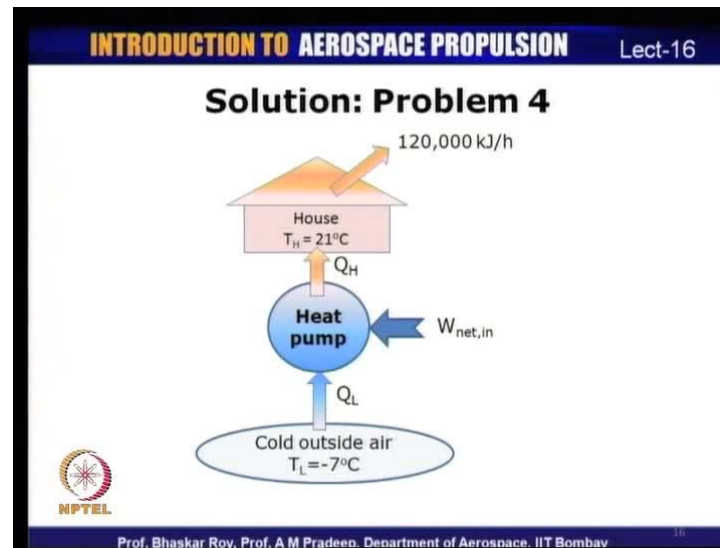 INTRODUCTION TO AEROSPACE PROPULSION
Lect-16
Solution: Problem 4
120,000 kJ/h
House
T_H = 21°C
Q_H
Heat
pump
W_net,in
Q_L
Cold outside air
T_L=-7°C
NPTEL
Prof. Bhaskar Roy, Prof. A M Pradeep, Department of Aerospace, IIT Bombay
16